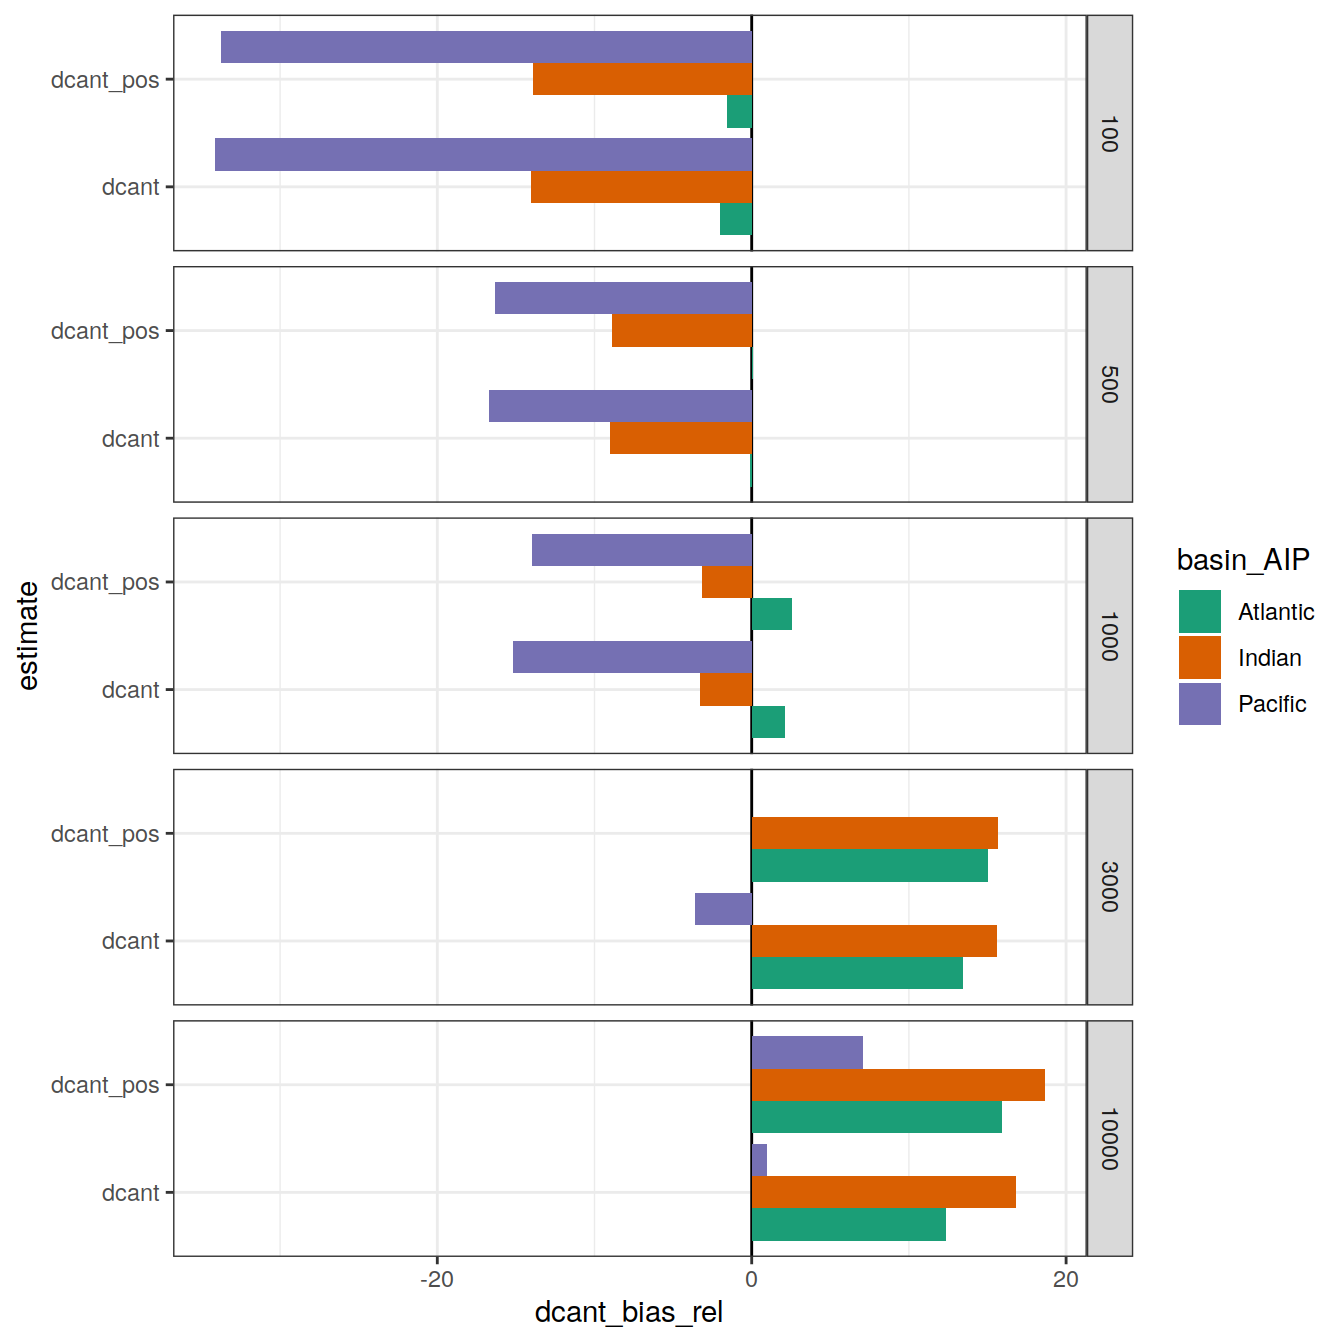 dcant_pos
dcant
100
dcant_pos
dcant
500
dcant_pos
dcant
1000
dcant_pos
dcant
3000
dcant_pos
dcant
10000
-20
0
20
dcant_bias_rel
estimate
basin_AIP
Atlantic
Indian
Pacific